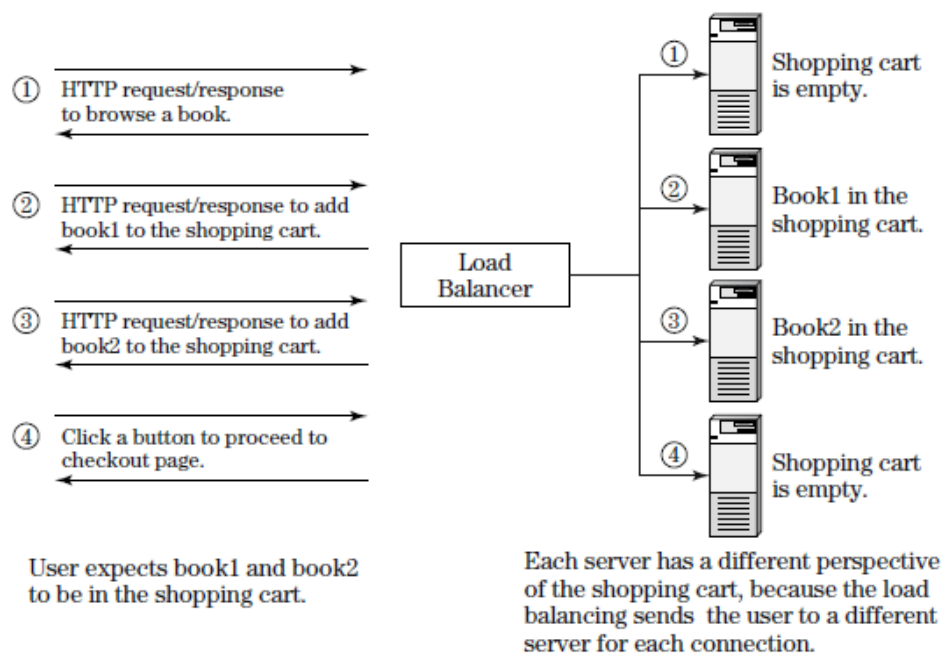 ①
HTTP request/response
to browse a book.
②
HTTP request/response to add
book1 to the shopping cart.
③
HTTP request/response to add
book2 to the shopping cart.
④
Click a button to proceed to
checkout page.
User expects book1 and book2
to be in the shopping cart.
Load
Balancer
①
Shopping cart
is empty.
②
Book1 in the
shopping cart.
③
Book2 in the
shopping cart.
④
Shopping cart
is empty.
Each server has a different perspective
of the shopping cart, because the load
balancing sends the user to a different
server for each connection.